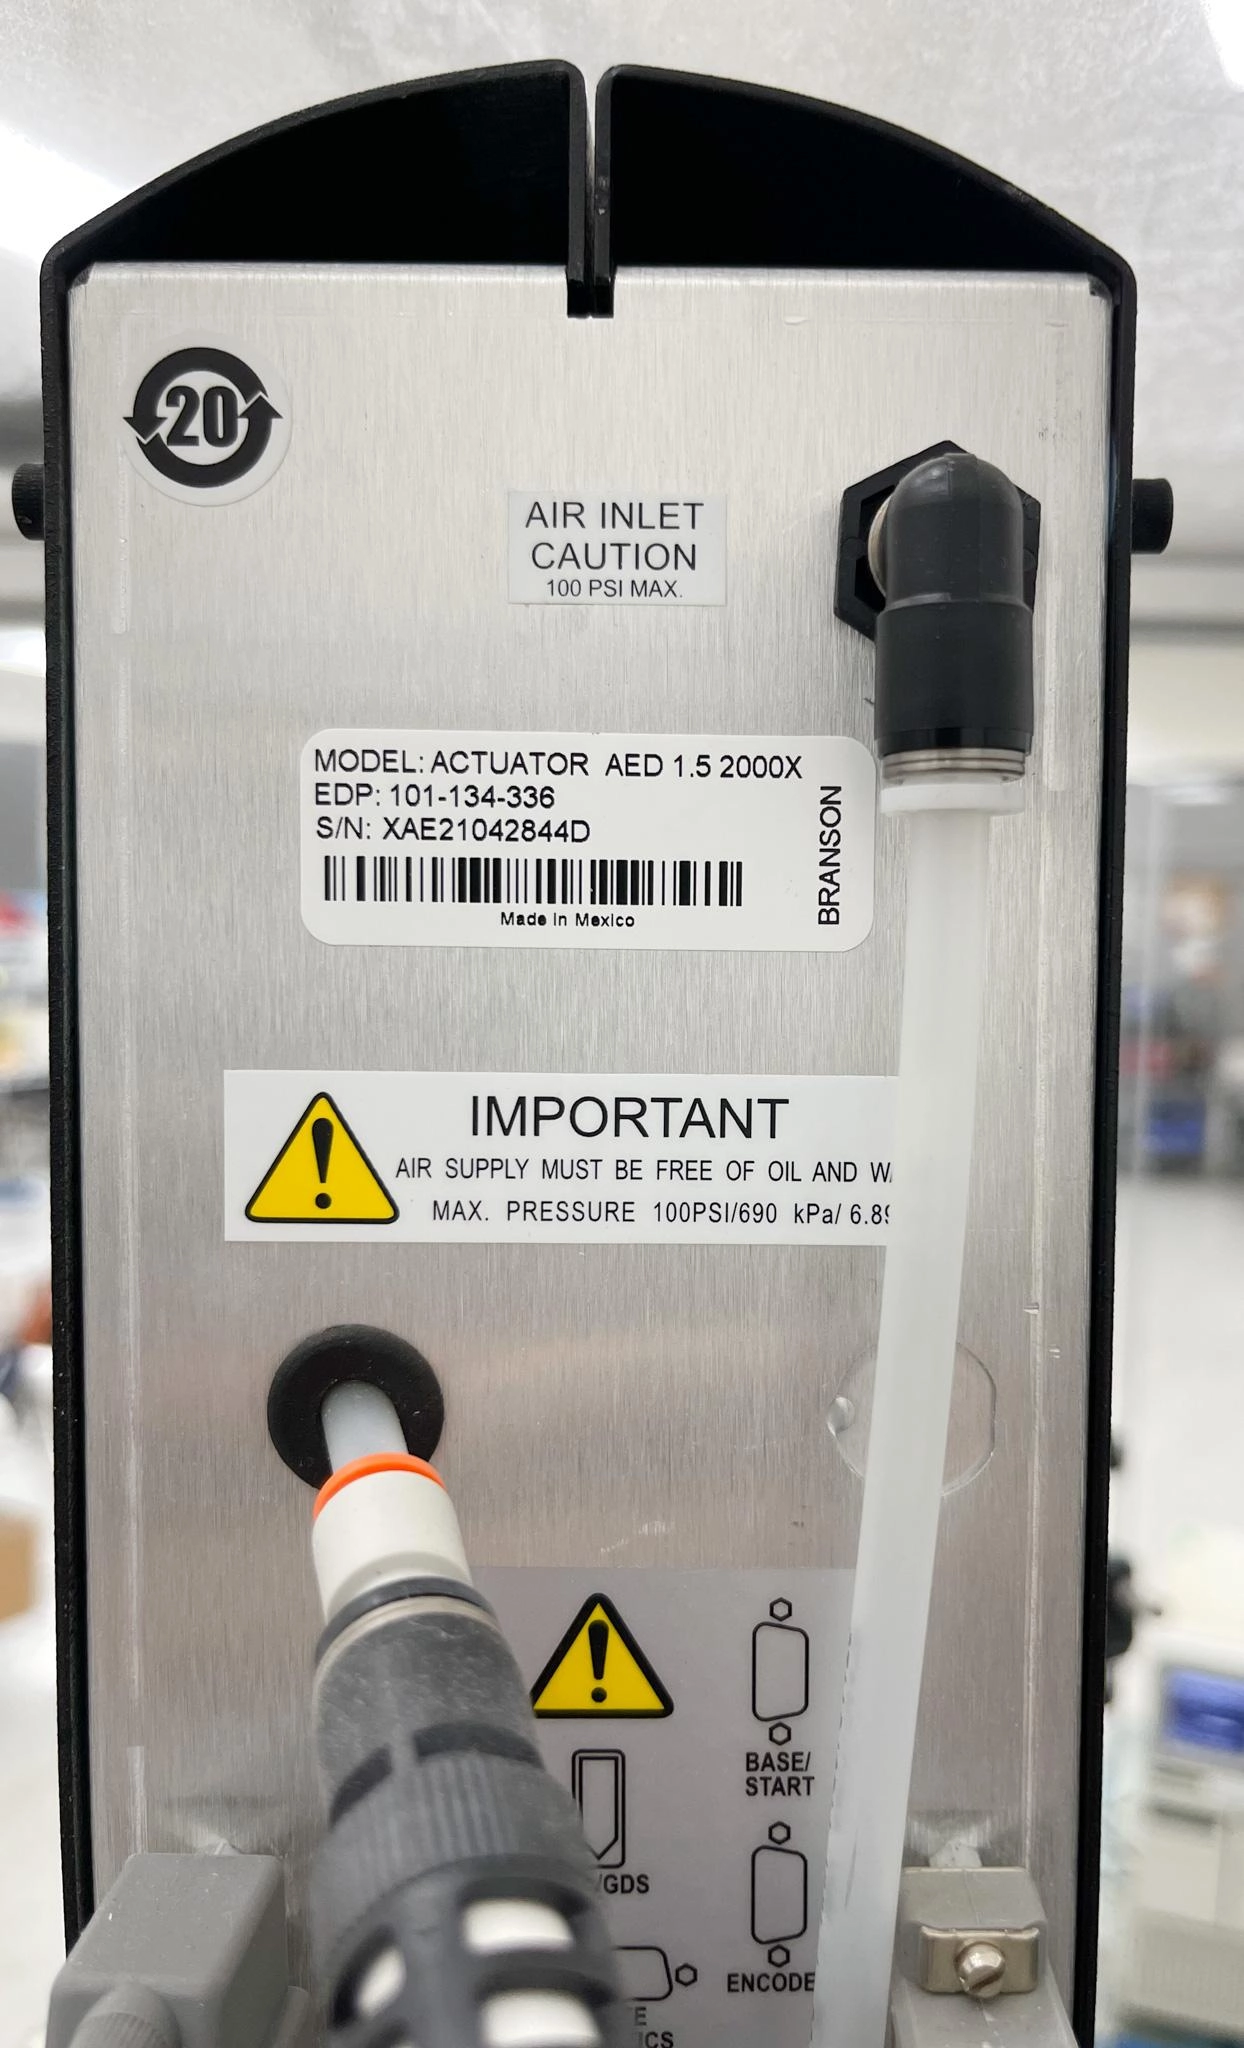 20
AIR INLET
CAUTION
100 PSI MAX.
MODEL: ACTUATOR AED 1.5 2000X
EDP: 101-134-336
S/N: XAE21042844D
Made In Mexico
BRANSON
IMPORTANT
AIR SUPPLY MUST BE FREE OF OIL AND
MAX. PRESSURE 100PSI/690 kPa/
BASE/
START
/GDS